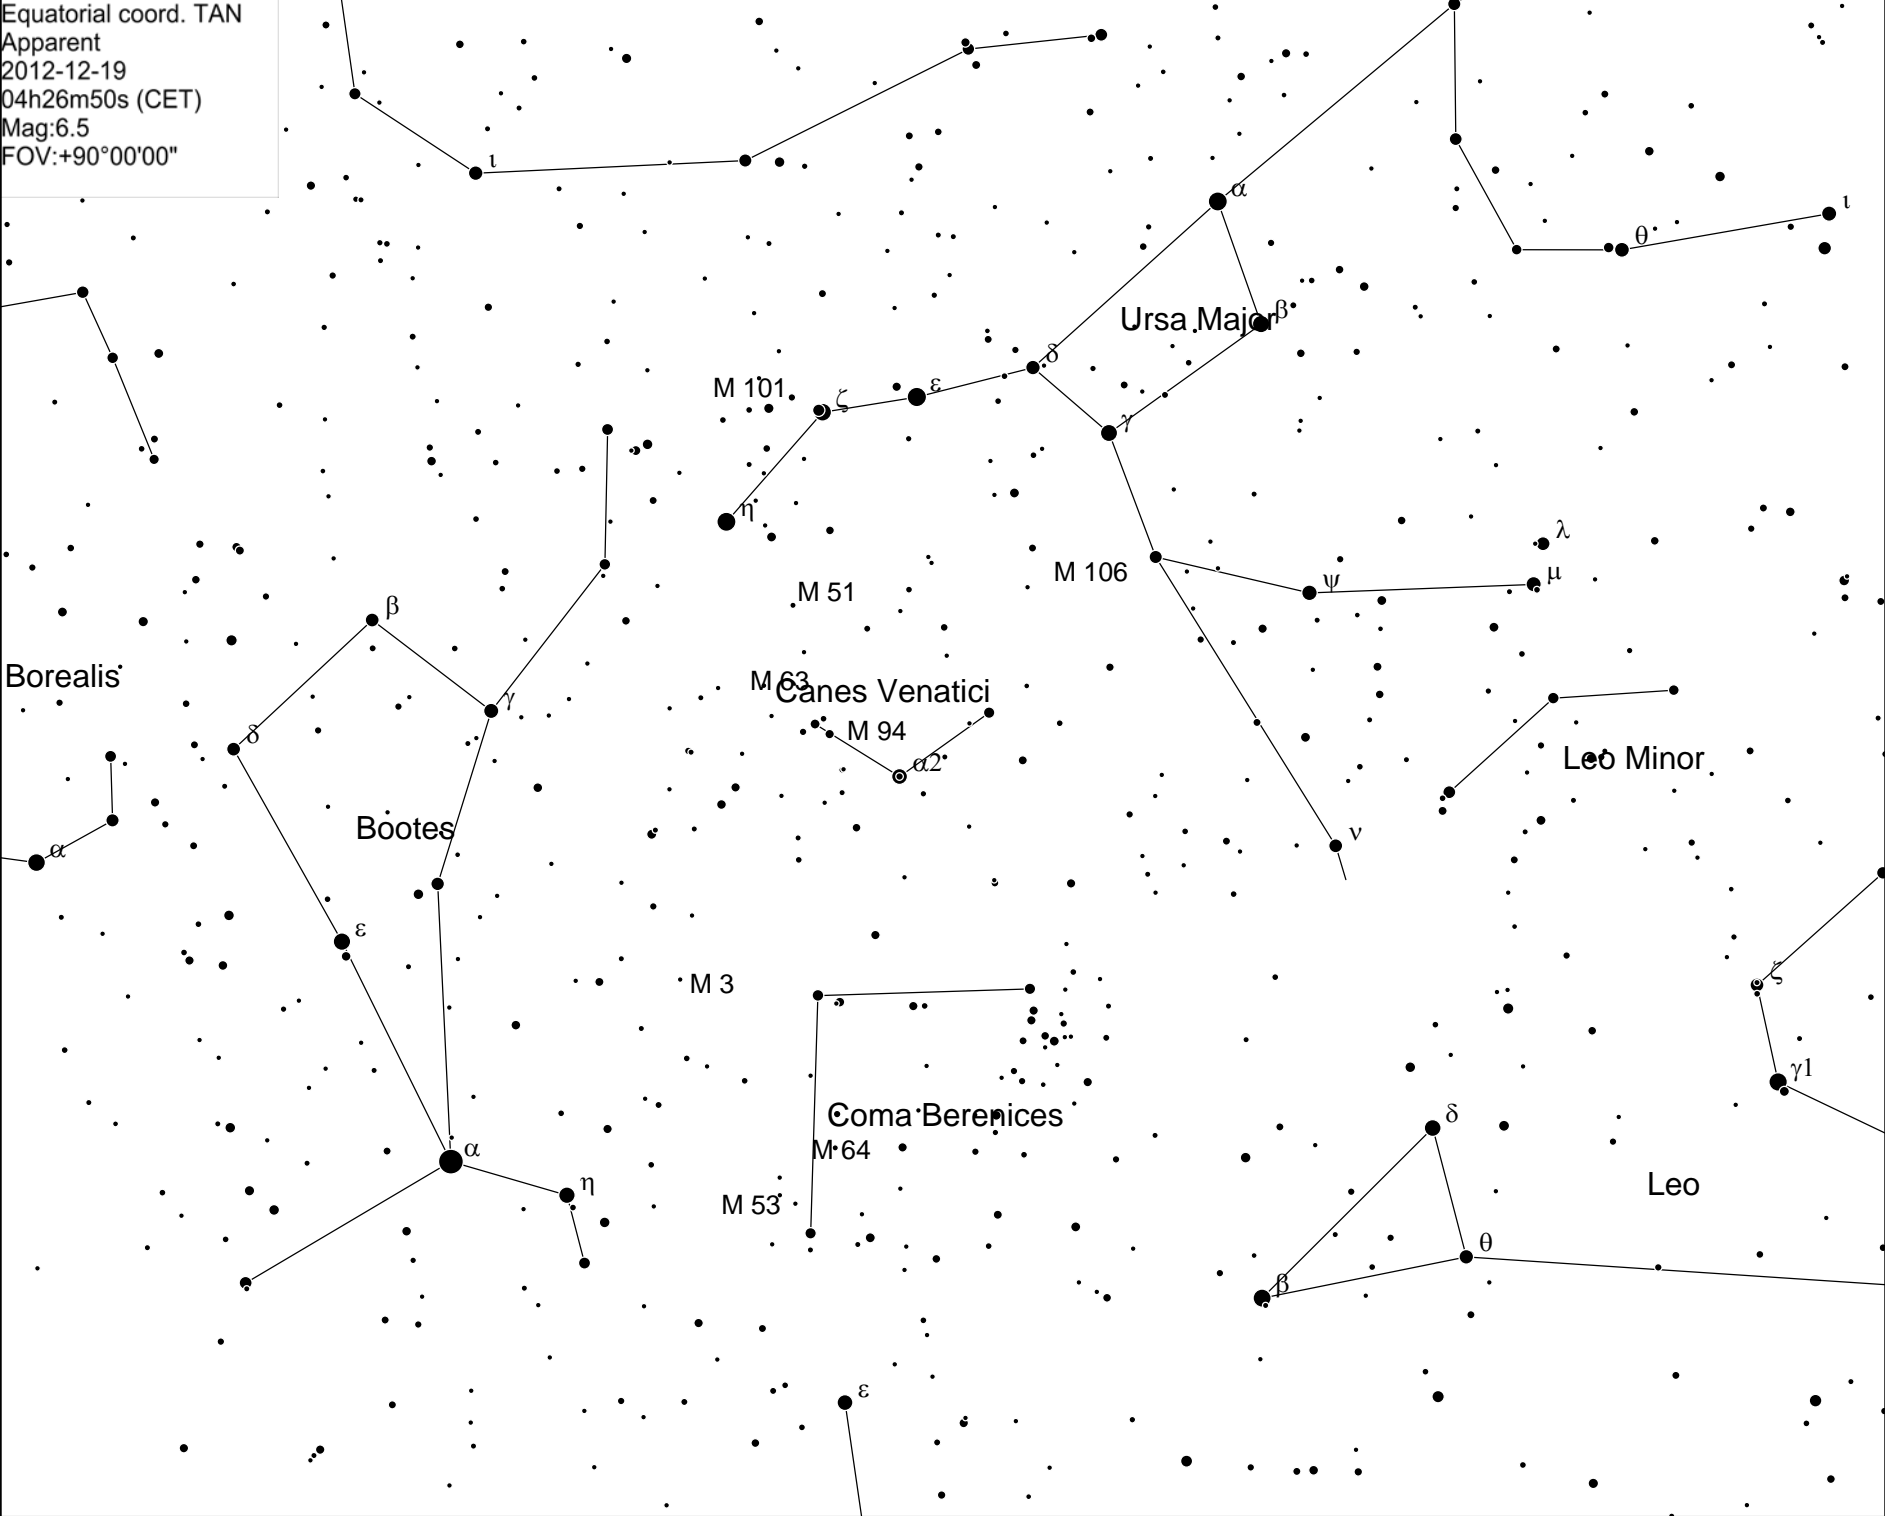 Equatorial coord. TAN
Apparent
2012-12-19
04h26m50s (CET)
Mag:6.5
FOV:+90°00'00"
ι
α
ι
θ
Ursa Major
β
δ
M 101
ζ
ε
γ
η
λ
M 106
ψ
μ
M 51
β
Borealis
M 63
Canes Venatici
γ
δ
M 94
α2
Leo Minor
Bootes
ν
α
ε
ζ
M 3
γ1
Coma Berenices
δ
α
M 64
η
Leo
M 53
θ
β
ε